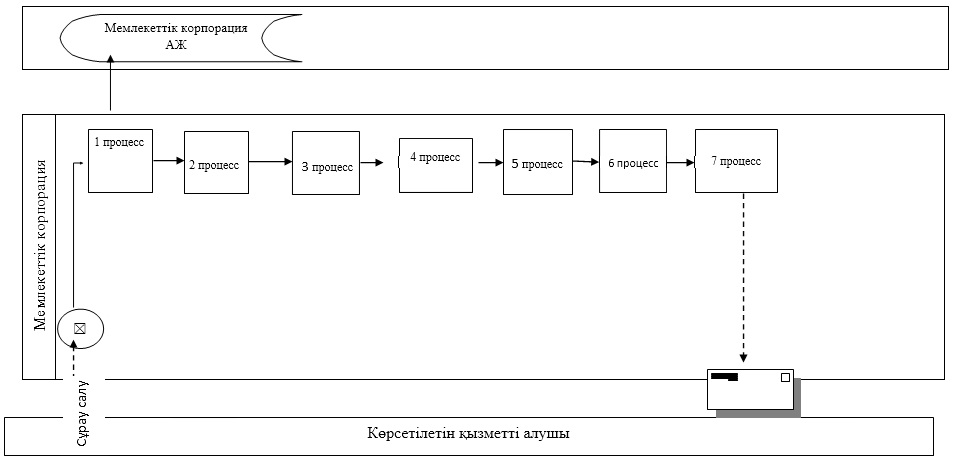 Мемлекеттік корпорация
АЖ
Мемлекеттік корпорация
1 процесс
2 процесс
3 процесс
4 процесс
5 процесс
6 процесс
7 процесс
Сұрау салу
Көрсетілетін қызметті алушы